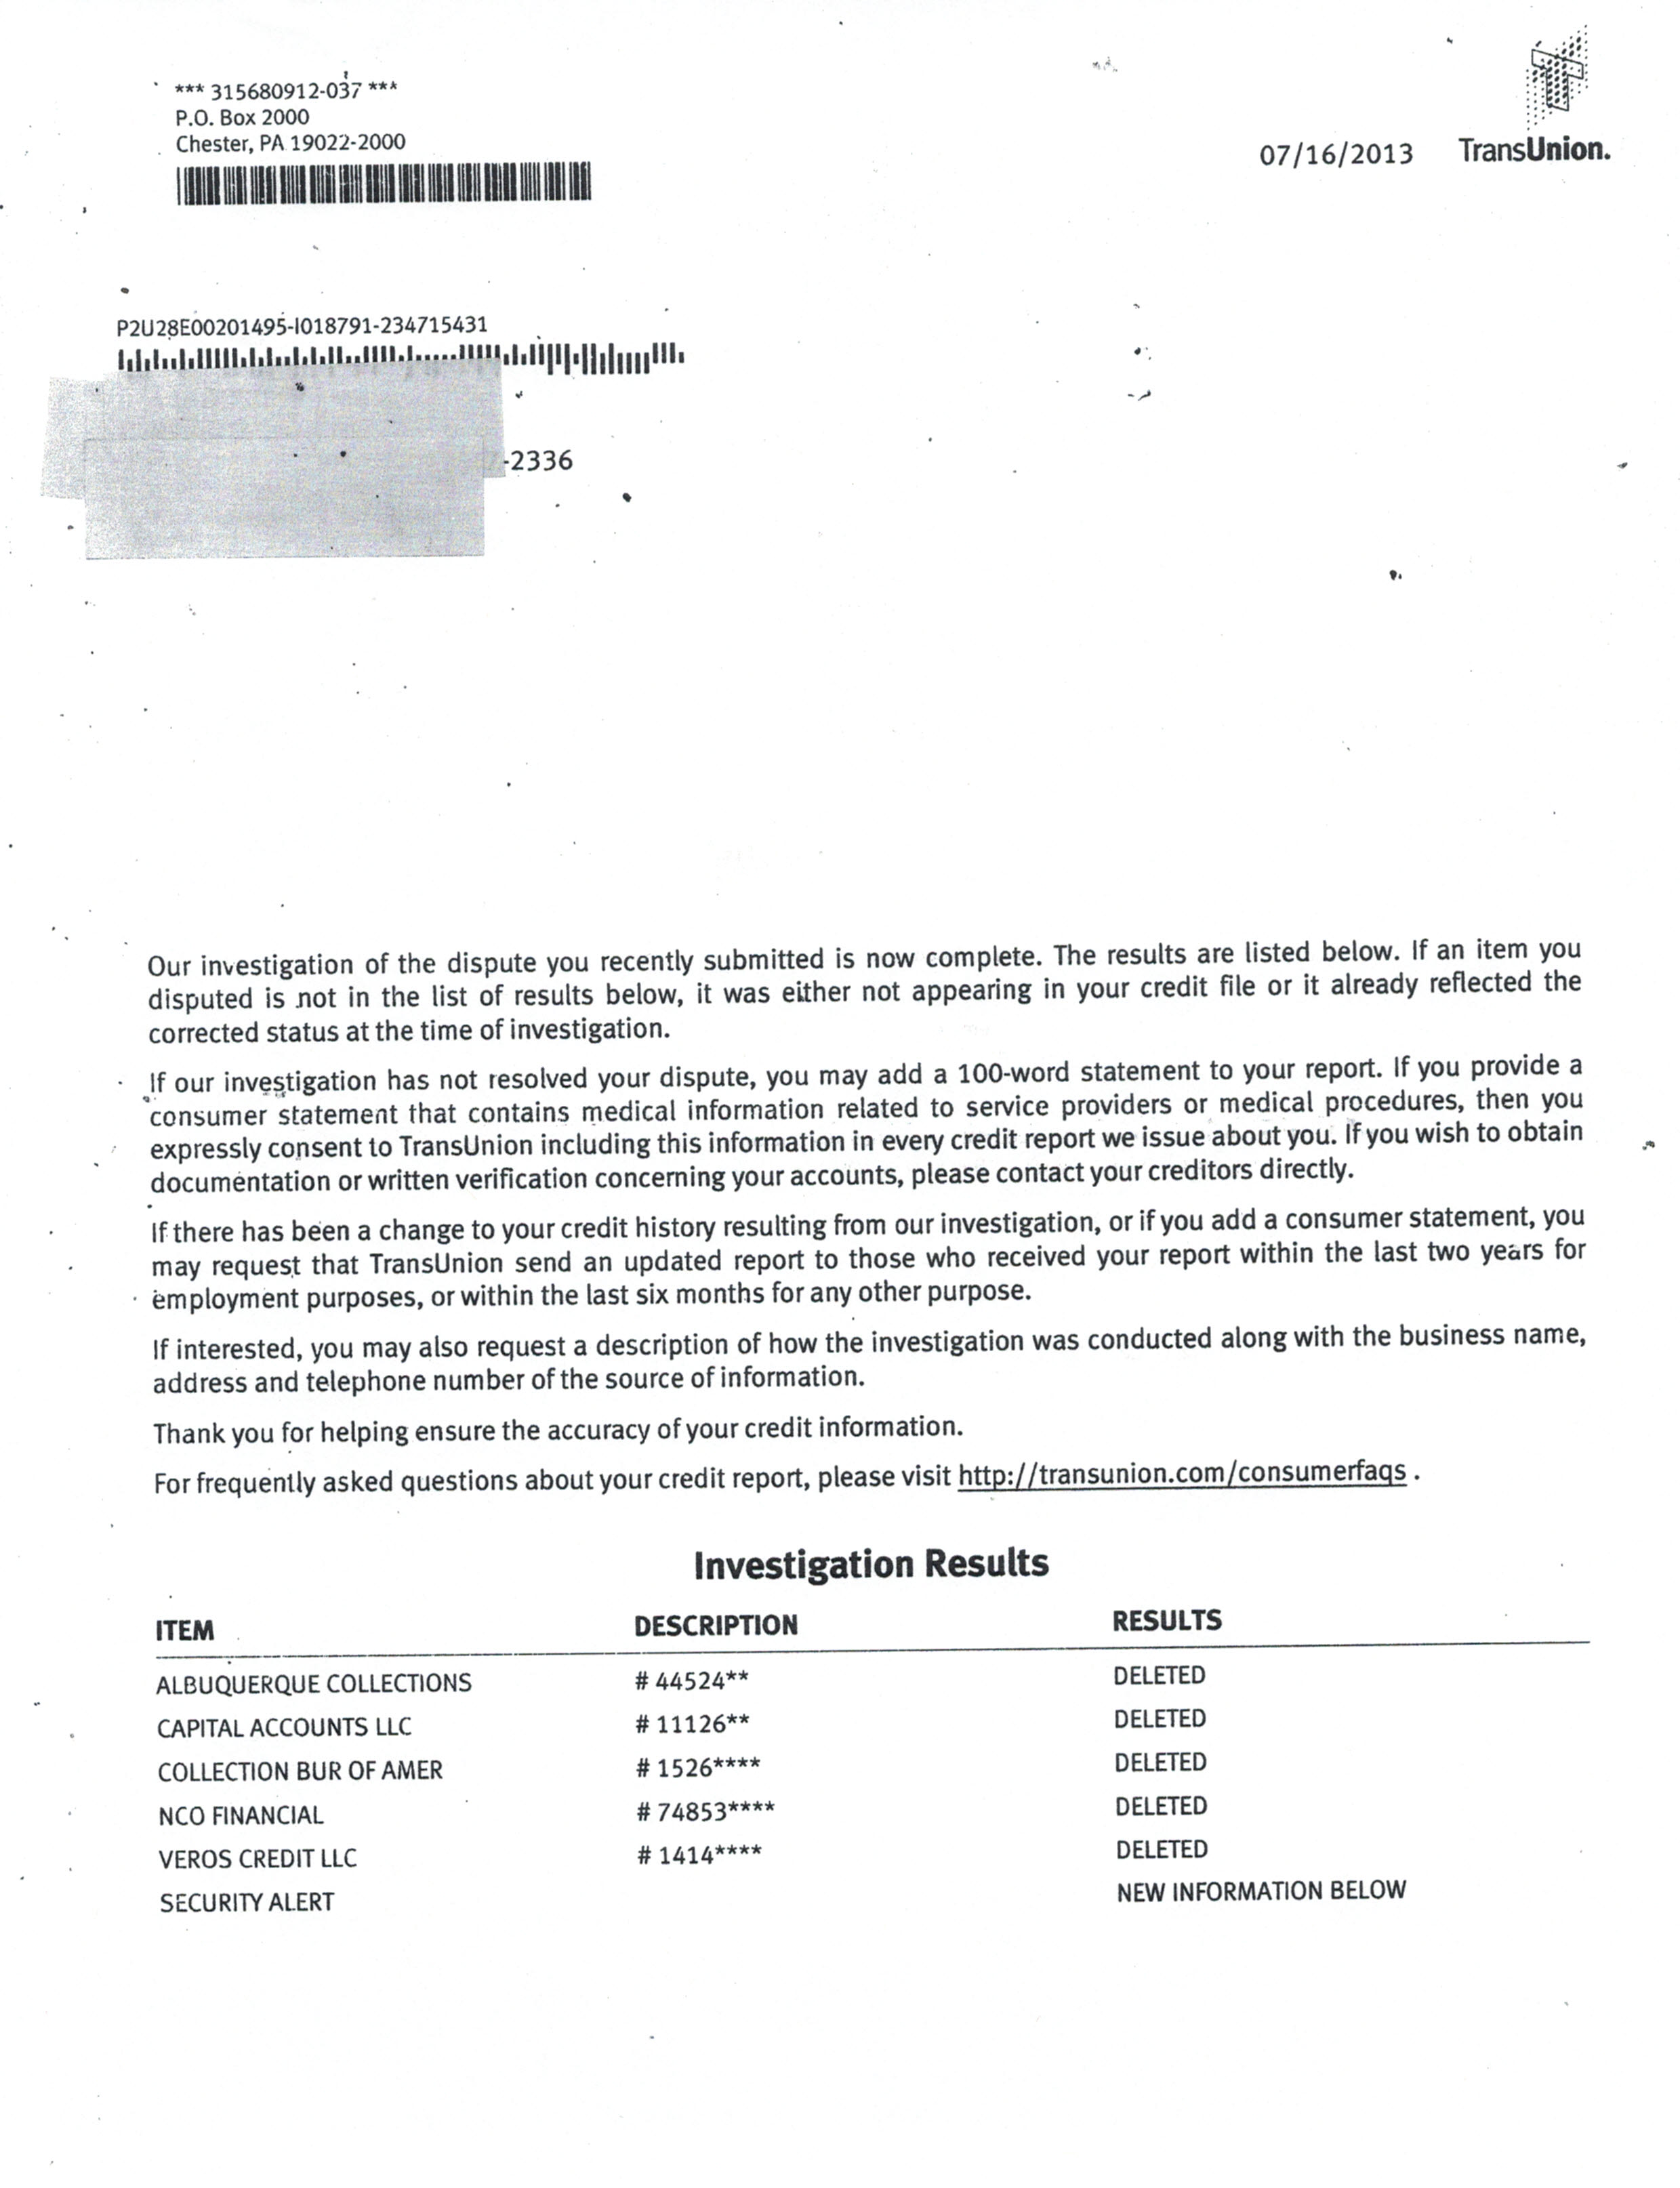 *** 315680912-037 ***
P.O. Box 2000
Chester, PA 19022-2000
07/16/2013
TransUnion.
P2U28E00201495-I018791-234715431
-2336
Our investigation of the dispute you recently submitted is now complete. The results are listed below. If an item you
disputed is not in the list of results below, it was either not appearing in your credit file or it already reflected the
corrected status at the time of investigation.
If our investigation has not resolved your dispute, you may add a 100-word statement to your report. If you provide a
consumer statement that contains medical information related to service providers or medical procedures, then you
expressly consent to TransUnion including this information in every credit report we issue about you. If you wish to obtain
documentation or written verification concerning your accounts, please contact your creditors directly.
If there has been a change to your credit history resulting from our investigation, or if you add a consumer statement, you
may request that TransUnion send an updated report to those who received your report within the last two years for
employment purposes, or within the last six months for any other purpose.
If interested, you may also request a description of how the investigation was conducted along with the business name,
address and telephone number of the source of information.
Thank you for helping ensure the accuracy of your credit information.
For frequently asked questions about your credit report, please visit http://transunion.com/consumerfaqs .
Investigation Results
ITEM DESCRIPTION RESULTS
ALBUQUERQUE COLLECTIONS # 44524** DELETED
CAPITAL ACCOUNTS LLC # 11126** DELETED
COLLECTION BUR OF AMER # 1526**** DELETED
NCO FINANCIAL # 74853**** DELETED
VEROS CREDIT LLC # 1414**** DELETED
SECURITY ALERT NEW INFORMATION BELOW